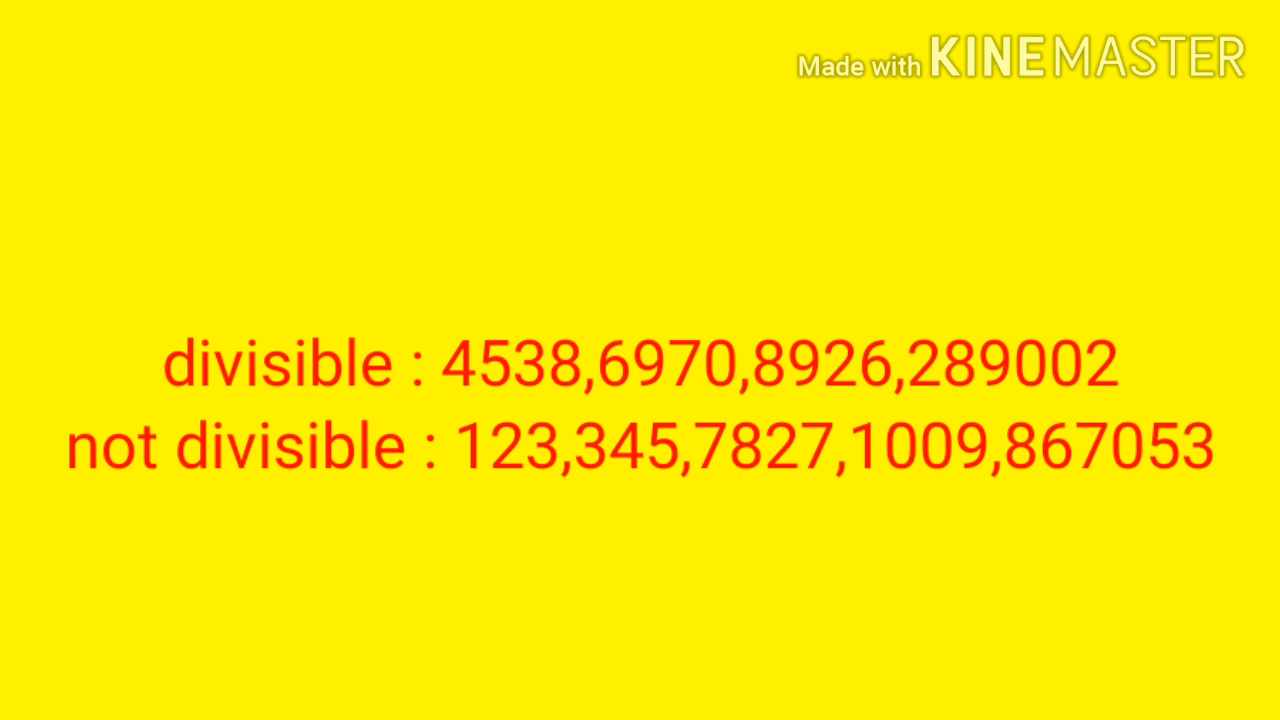 Made with KINEMASTER
divisible : 4538,6970,8926,289002
not divisible : 123,345,7827,1009,867053